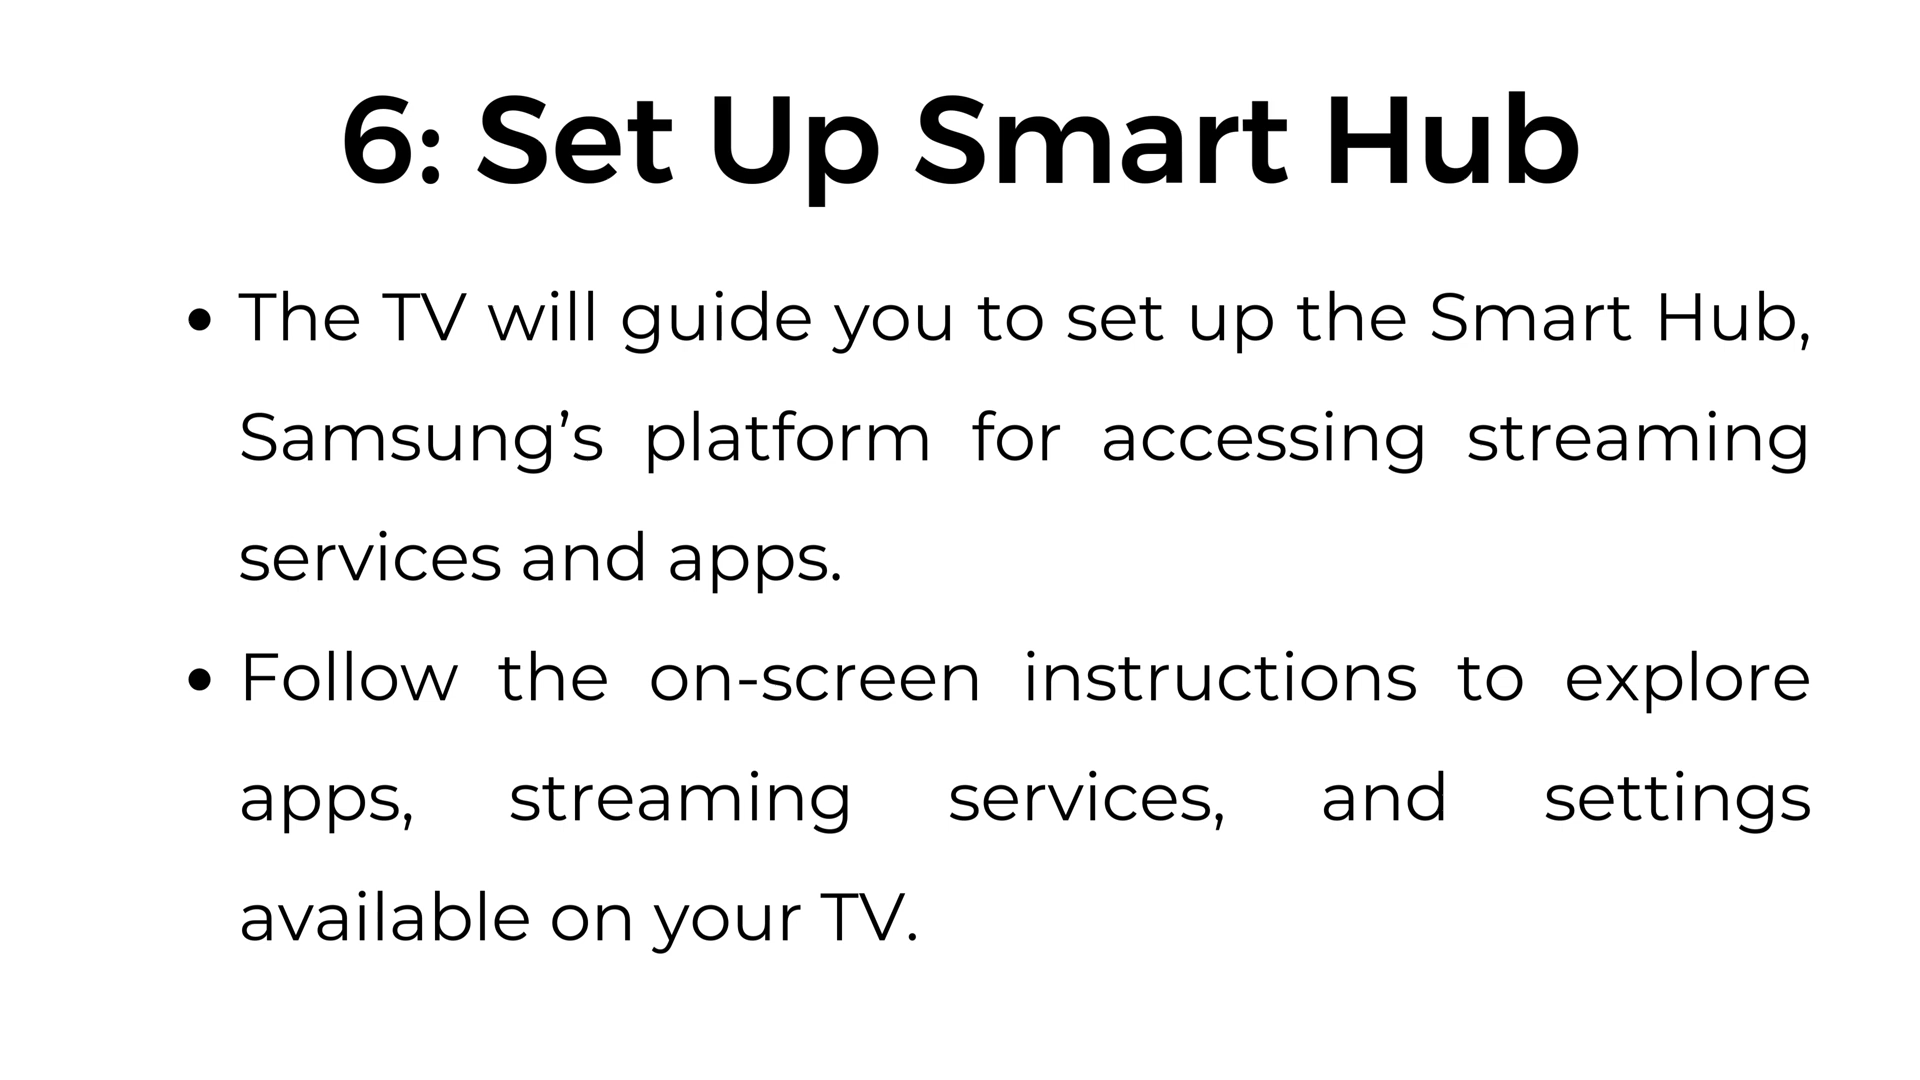 6: Set Up Smart Hub
• The TV will guide you to set up the Smart Hub,
Samsung’s platform for accessing streaming
services and apps.
• Follow the on-screen instructions to explore
apps, streaming services, and settings
available on your TV.